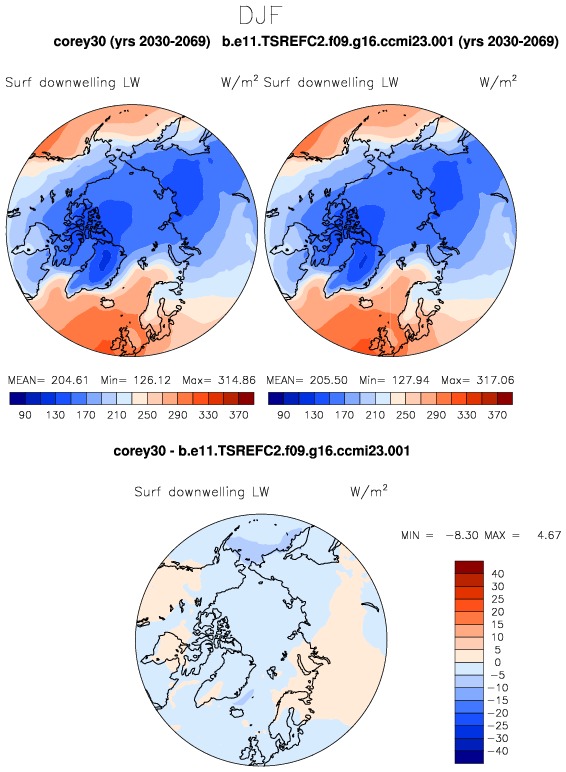 DJF
corey30 (yrs 2030-2069) b.e11.TSREFC2.f09.g16.ccmi23.001 (yrs 2030-2069)
Surf downwelling LW W/m² Surf downwelling LW W/m²
MEAN= 204.61 Min= 126.12 Max= 314.86 MEAN= 205.50 Min= 127.94 Max= 317.06
90 130 170 210 250 290 330 370 90 130 170 210 250 290 330 370
corey30 - b.e11.TSREFC2.f09.g16.ccmi23.001
Surf downwelling LW W/m²
MIN = -8.30 MAX = 4.67
40
30
25
20
15
10
5
0
-5
-10
-15
-20
-25
-30
-40